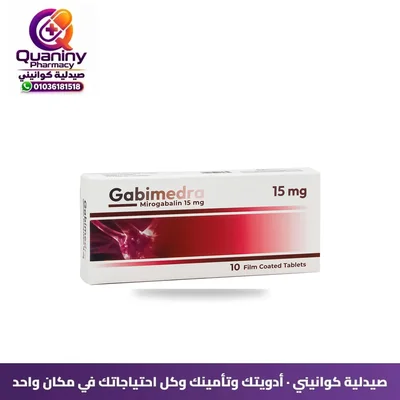 Quaniny
Pharmacy
صيدلية كوانيني
01036181518
Gabimedra
Mirogabalin 15 mg
15 mg
10 Film Coated Tablets
Gabimedra
صيدلية كوانيني - أدويتك وتأمينك وكل احتياجاتك في مكان واحد